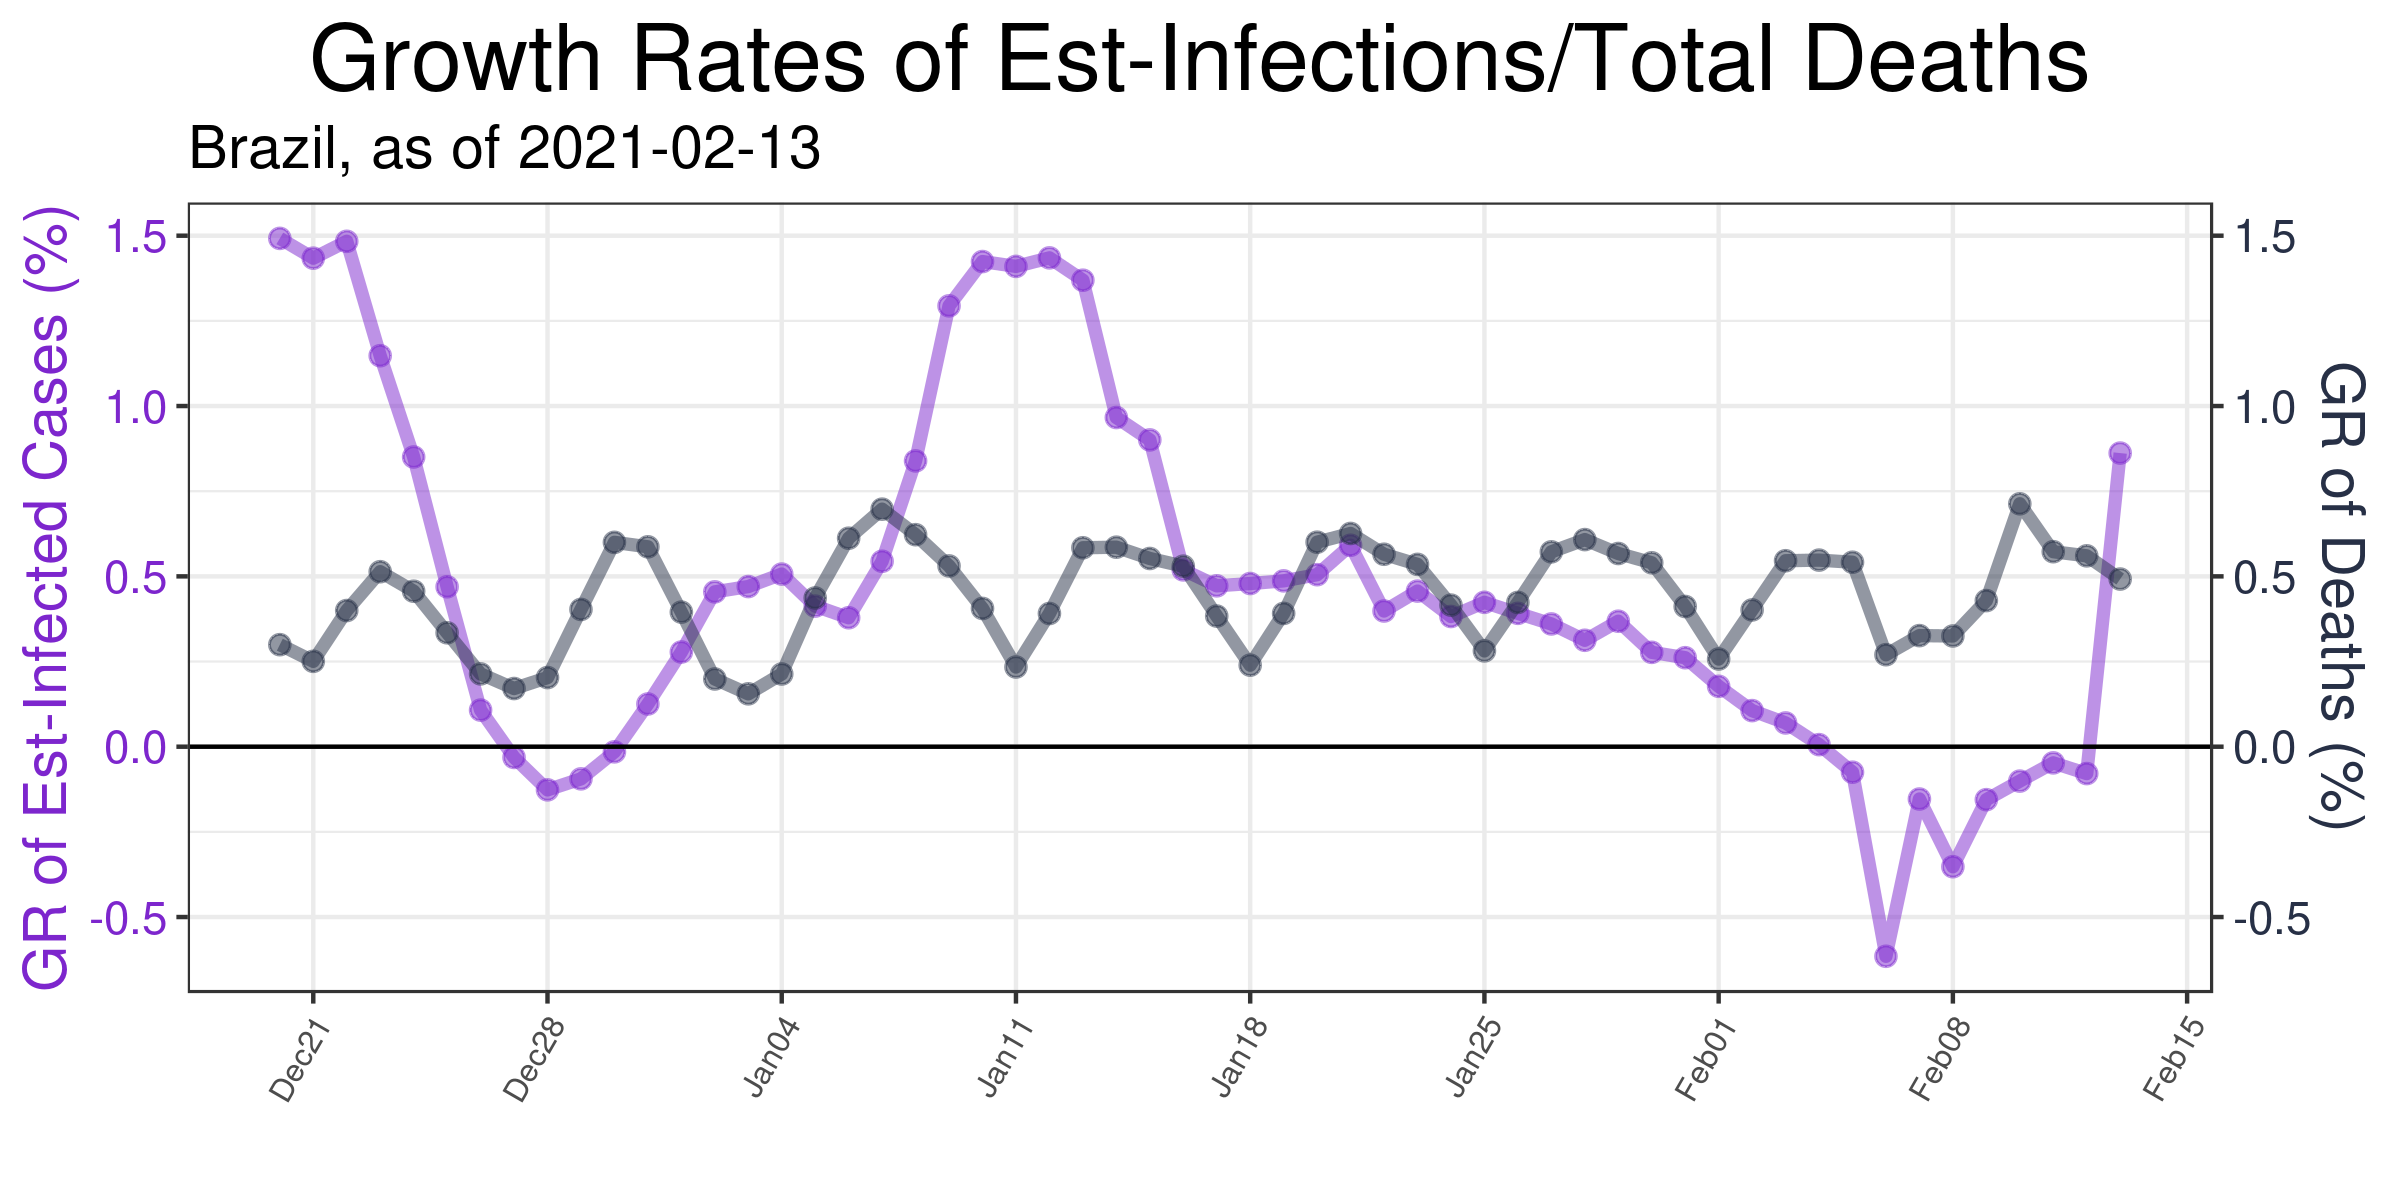 Growth Rates of Est-Infections/Total Deaths
Brazil, as of 2021-02-13
GR of Est-Infected Cases (%)
1.5
1.0
0.5
0.0
-0.5
1.5
1.0
0.5
0.0
-0.5
GR of Deaths (%)
Dec21
Dec28
Jan04
Jan11
Jan18
Jan25
Feb01
Feb08
Feb15